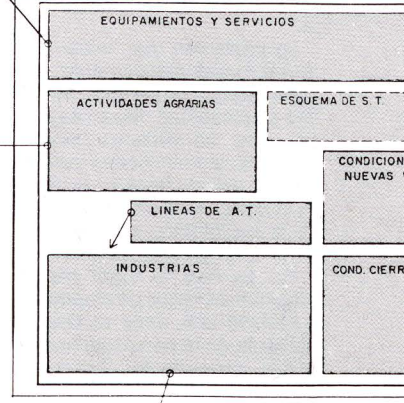 EQUIPAMIENTOS Y SERVICIOS
ACTIVIDADES AGRARIAS
ESQUEMA DE S.T.
CONDICION
NUEVAS
LINEAS DE A.T.
INDUSTRIAS
COND. CIERR